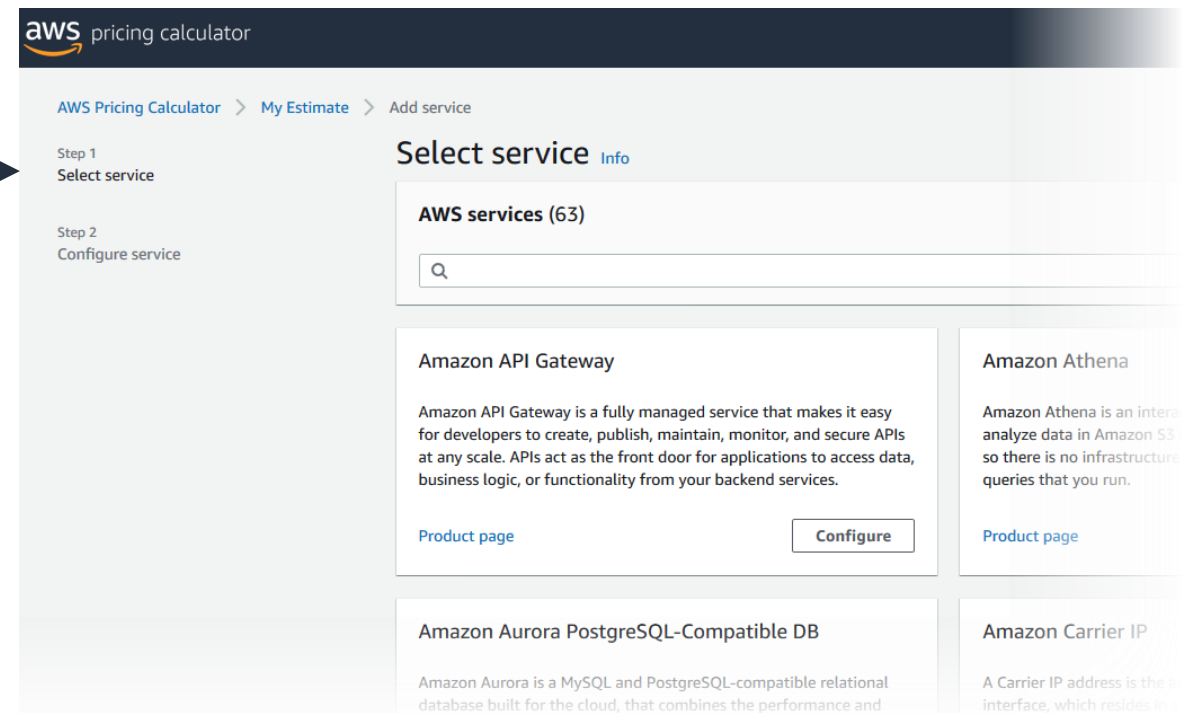 aws pricing calculator
AWS Pricing Calculator > My Estimate > Add service
Step 1
Select service
Step 2
Configure service
Select service Info
AWS services (63)
Amazon API Gateway
Amazon API Gateway is a fully managed service that makes it easy
for developers to create, publish, maintain, monitor, and secure APIs
at any scale. APIs act as the front door for applications to access data,
business logic, or functionality from your backend services.
Product page
Configure
Amazon Athena
Amazon Athena is an
analyze data in Amazon S3
so there is no infrastructure
queries that you run.
Product page
Amazon Aurora PostgreSQL-Compatible DB
Amazon Aurora is a MySQL and PostgreSQL-compatible relational
database built for the cloud, that combines the performance and
Amazon Carrier IP
A Carrier IP address is the
interface, which resides in